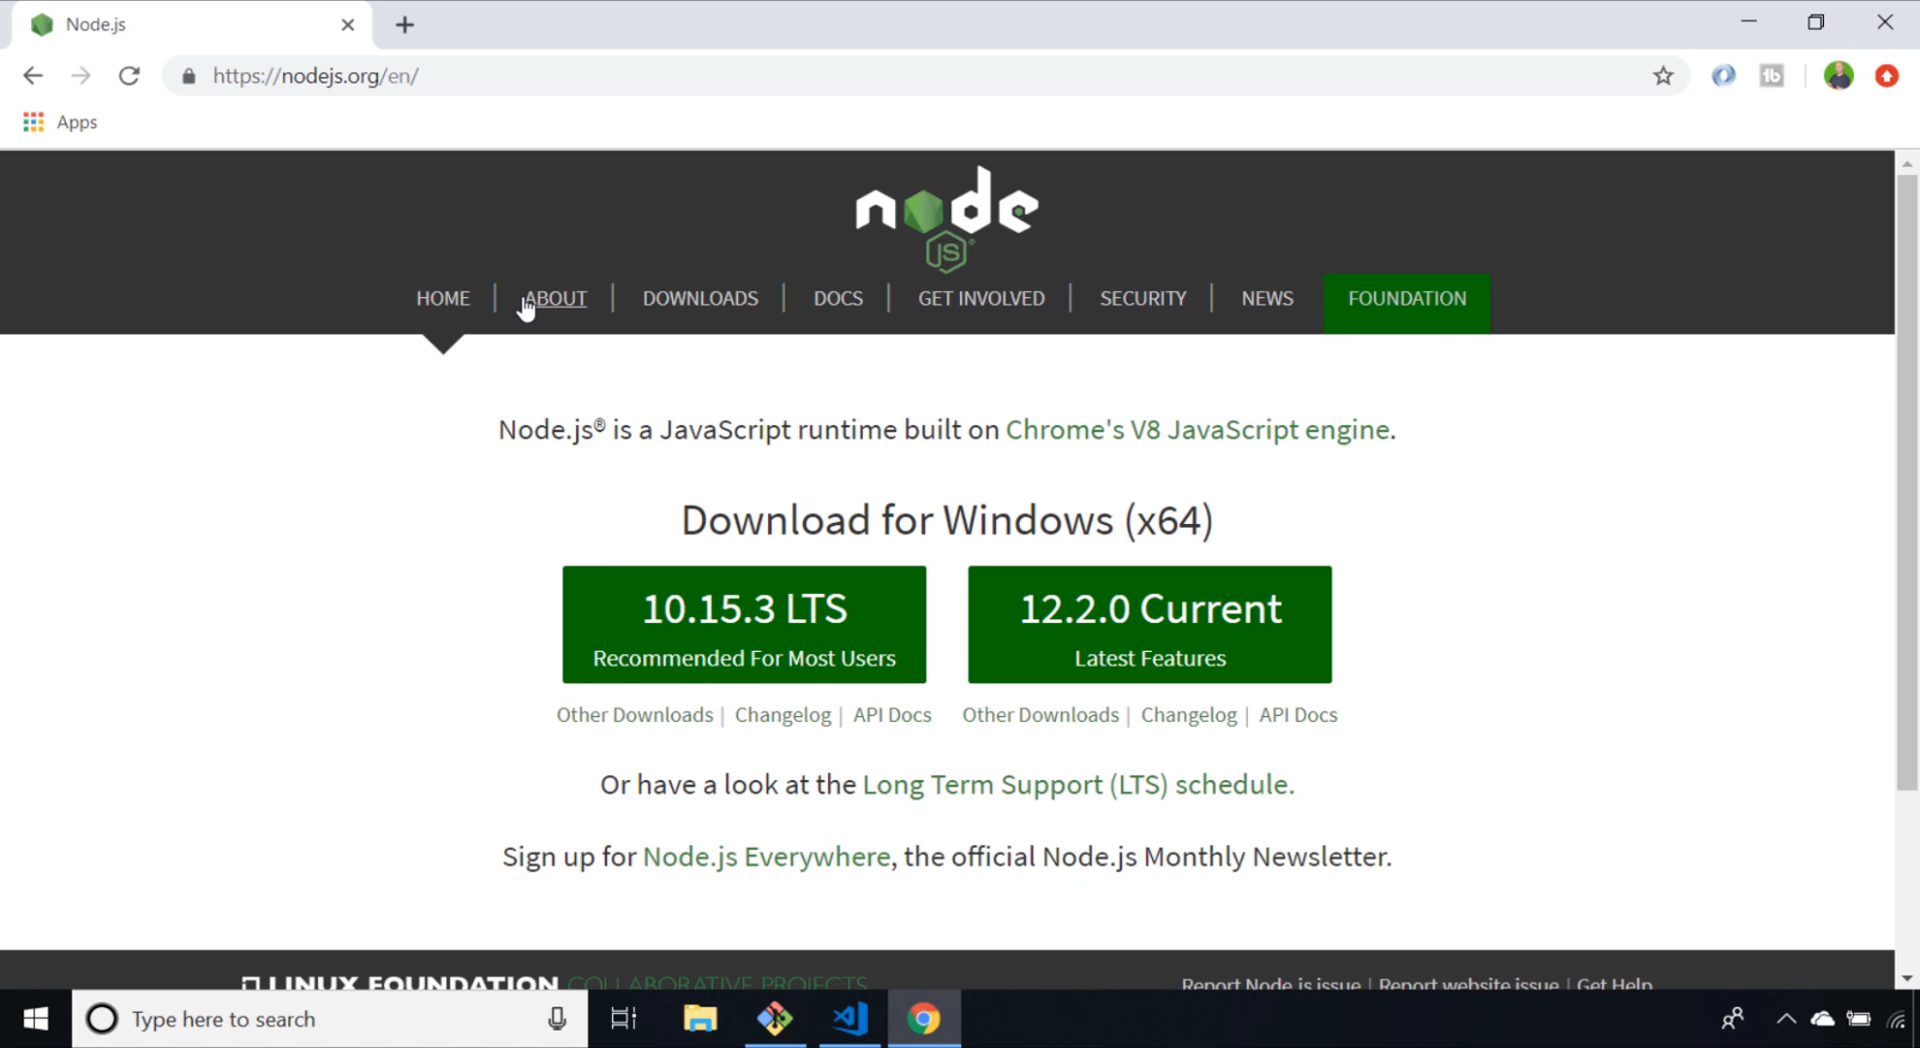 Node.js
https://nodejs.org/en/
Apps
node
JS
HOME | ABOUT | DOWNLOADS | DOCS | GET INVOLVED | SECURITY | NEWS FOUNDATION
Node.js® is a JavaScript runtime built on Chrome's V8 JavaScript engine.
Download for Windows (x64)
10.15.3 LTS
Recommended For Most Users
12.2.0 Current
Latest Features
Other Downloads | Changelog | API Docs
Other Downloads | Changelog | API Docs
Or have a look at the Long Term Support (LTS) schedule.
Sign up for Node.js Everywhere, the official Node.js Monthly Newsletter.
LINUX FOUNDATION COLLABORATIVE PROJECTS
Report Node.js issue | Report website issue | Get Help
Type here to search